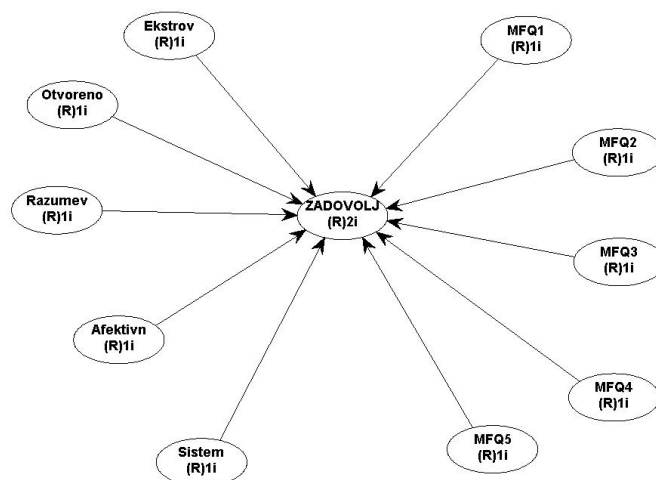 Ekstrov
(R)1i
MFQ1
(R)1i
Otvoreno
(R)1i
MFQ2
(R)1i
Razumev
(R)1i
ZADOVOLJ
(R)2i
MFQ3
(R)1i
Afektivn
(R)1i
MFQ4
(R)1i
MFQ5
(R)1i
Sistem
(R)1i